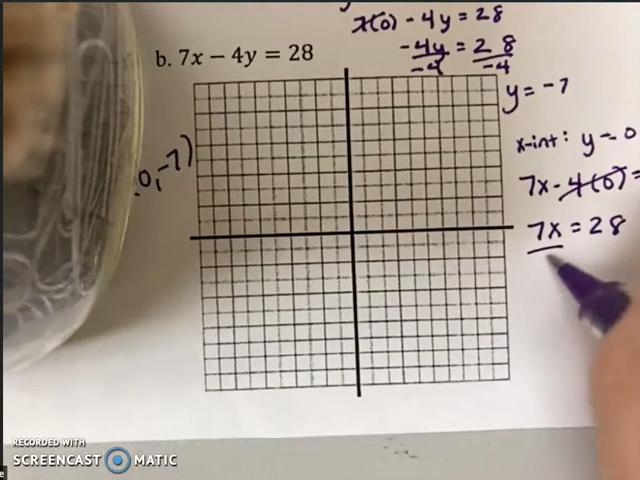 7(0) - 4y = 28
-4y = 28
-4 -4
b. 7x − 4y = 28
y = -7
x-int: y = 0
0,-7)
7x - 4(0) =
7x = 28
RECORDED WITH
SCREENCAST MATIC